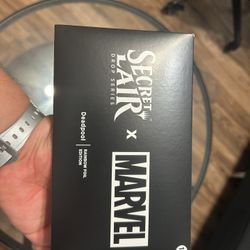 SECRET
LAIR
DROP SERIES
x
MARVEL
Deadpool
RAINBOW FOIL
EDITION